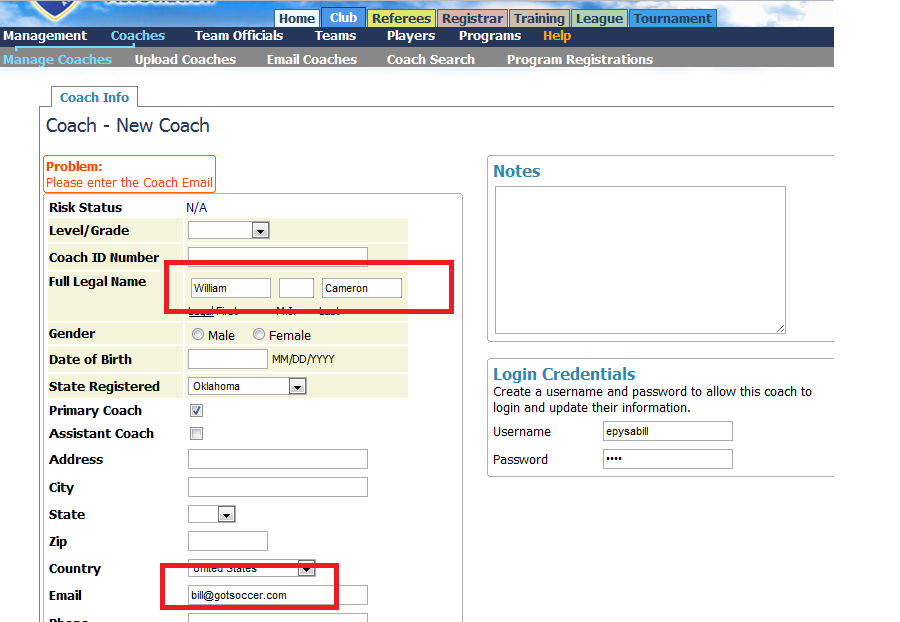 Association
Home Club Referees Registrar Training League Tournament
Management Coaches Team Officials Teams Players Programs Help
Manage Coaches Upload Coaches Email Coaches Coach Search Program Registrations
Coach Info
Coach - New Coach
Problem:
Please enter the Coach Email
Risk Status N/A
Level/Grade
Coach ID Number
Full Legal Name William Cameron
Legal First M.I. Last
Gender Male Female
Date of Birth MM/DD/YYYY
State Registered Oklahoma
Primary Coach
Assistant Coach
Address
City
State
Zip
Country United States
Email bill@gotsoccer.com
Phone
Notes
Login Credentials
Create a username and password to allow this coach to
login and update their information.
Username epysabill
Password ••••